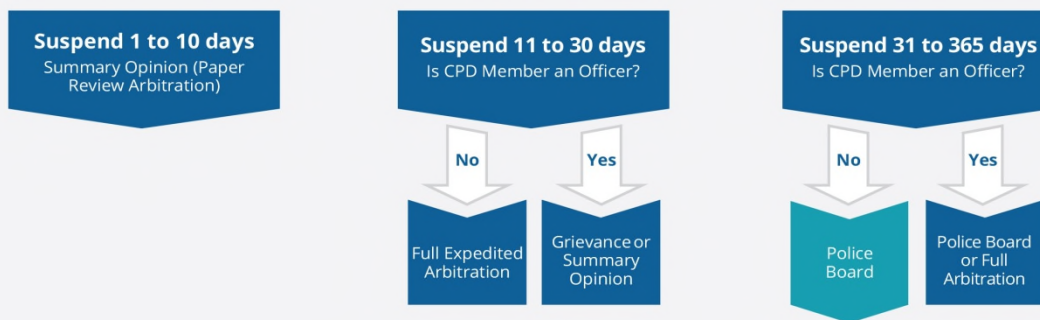 Suspend 1 to 10 days
Summary Opinion (Paper
Review Arbitration)
Suspend 11 to 30 days
Is CPD Member an Officer?
No
Yes
Full Expedited
Arbitration
Grievance or
Summary
Opinion
Suspend 31 to 365 days
Is CPD Member an Officer?
No
Yes
Police
Board
Police Board
or Full
Arbitration